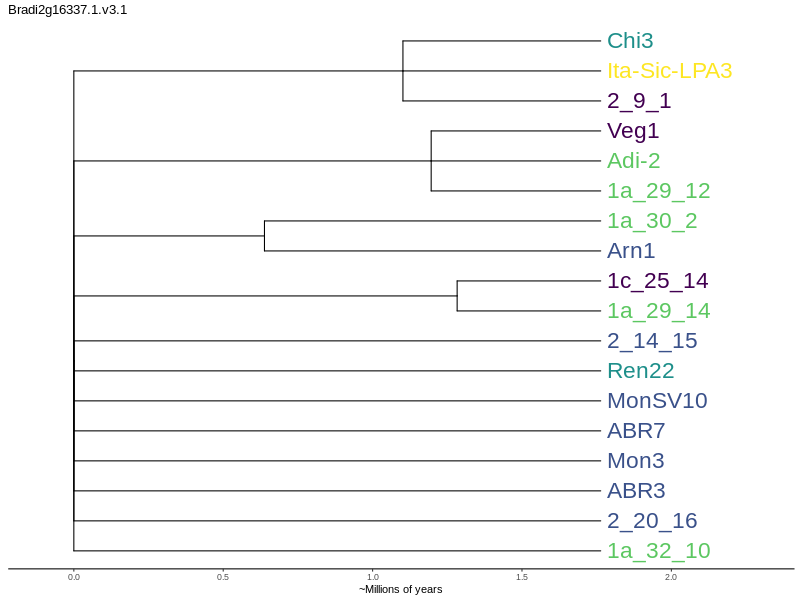 Bradi2g16337.1.v3.1
Chi3
Ita-Sic-LPA3
2_9_1
Veg1
Adi-2
1a_29_12
1a_30_2
Arn1
1c_25_14
1a_29_14
2_14_15
Ren22
MonSV10
ABR7
Mon3
ABR3
2_20_16
1a_32_10
0.0 0.5 1.0 1.5 2.0
~Millions of years